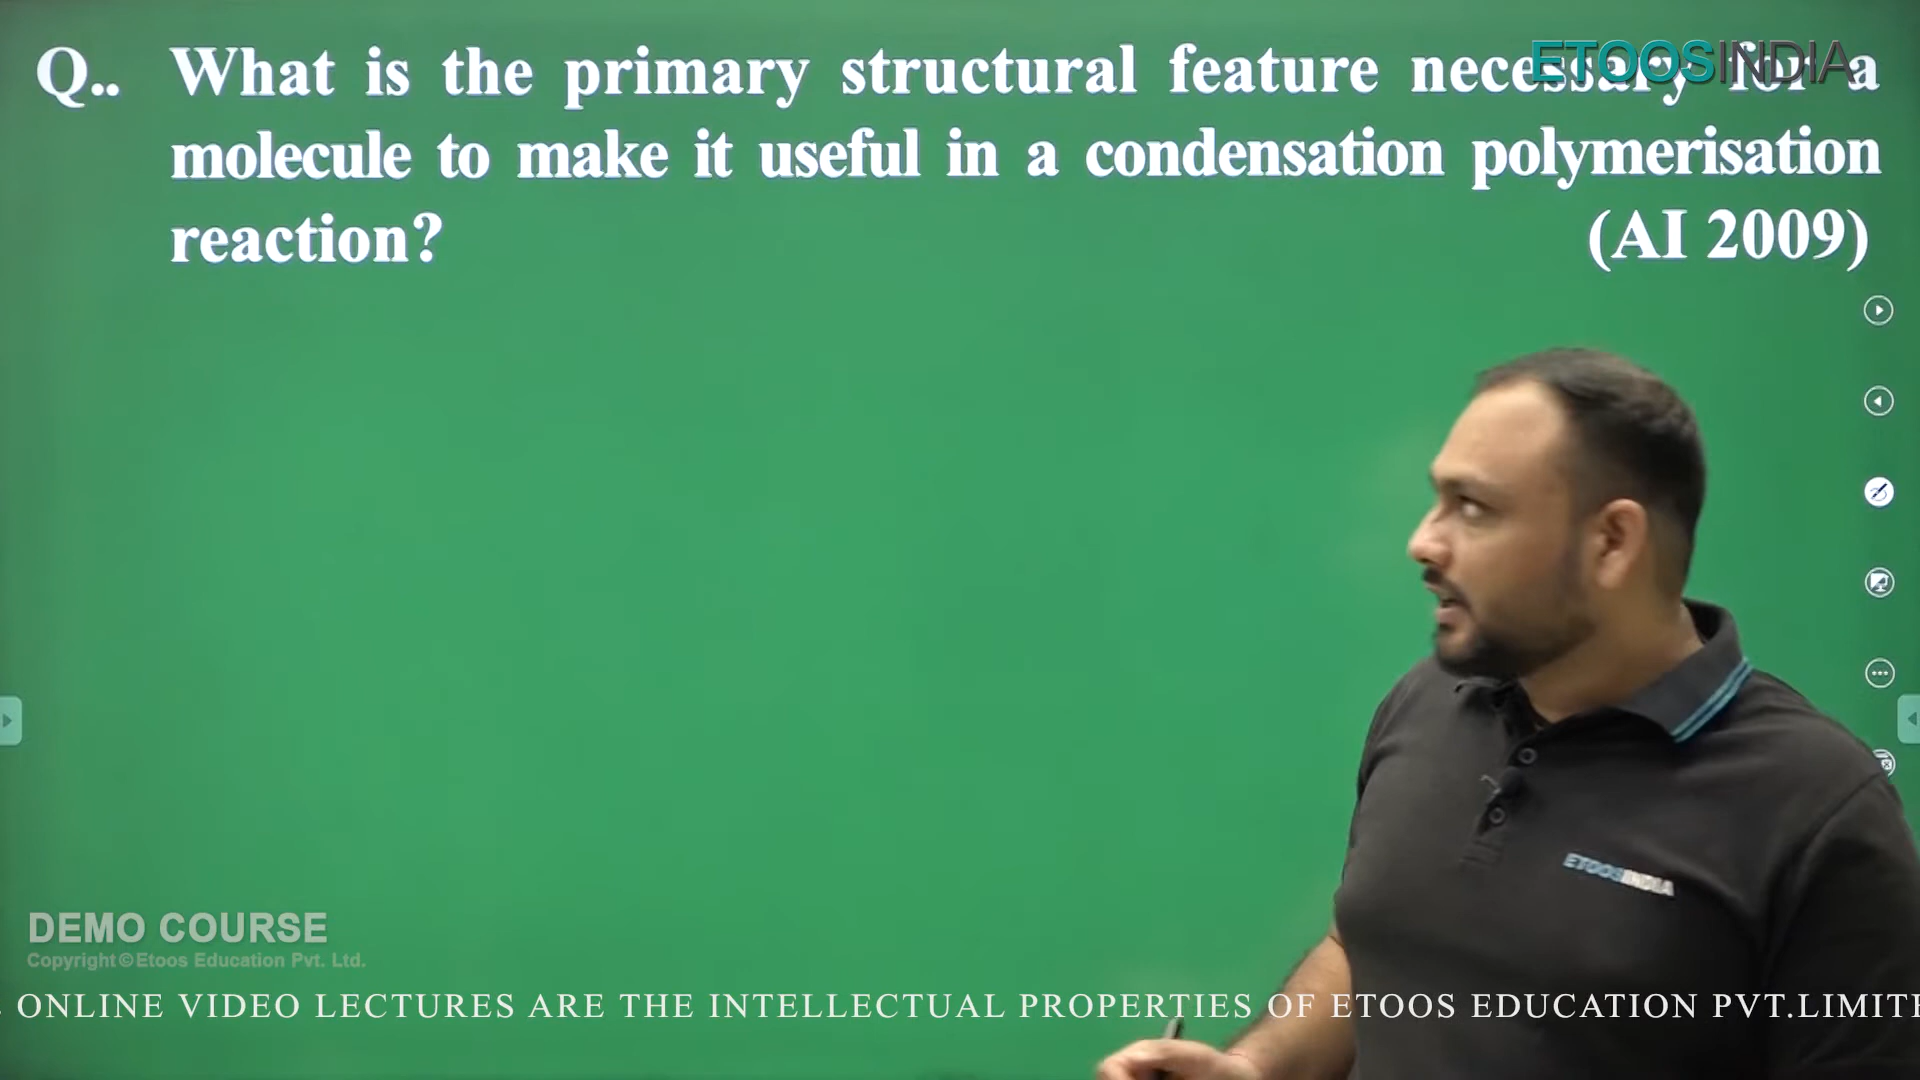 Q.. What is the primary structural feature necessary for a
ETOOSINDIA
molecule to make it useful in a condensation polymerisation
reaction? (AI 2009)
ETOOSINDIA
DEMO COURSE
Copyright©Etoos Education Pvt. Ltd.
ONLINE VIDEO LECTURES ARE THE INTELLECTUAL PROPERTIES OF ETOOS EDUCATION PVT.LIMITE